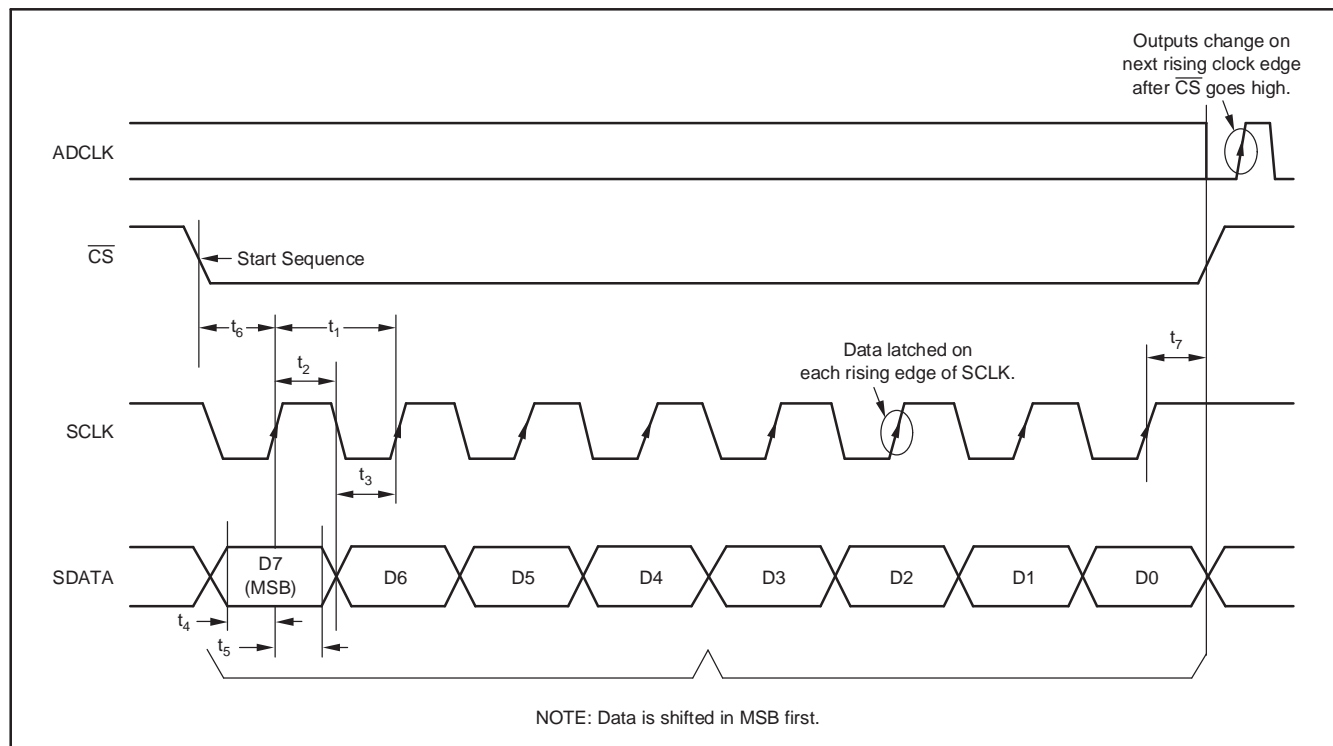 Outputs change on
next rising clock edge
after C̅S̅ goes high.
ADCLK
C̅S̅
Start Sequence
t6
t1
t2
Data latched on
each rising edge of SCLK.
t7
SCLK
t3
SDATA
D7
(MSB)
D6
D5
D4
D3
D2
D1
D0
t4
t5
NOTE: Data is shifted in MSB first.